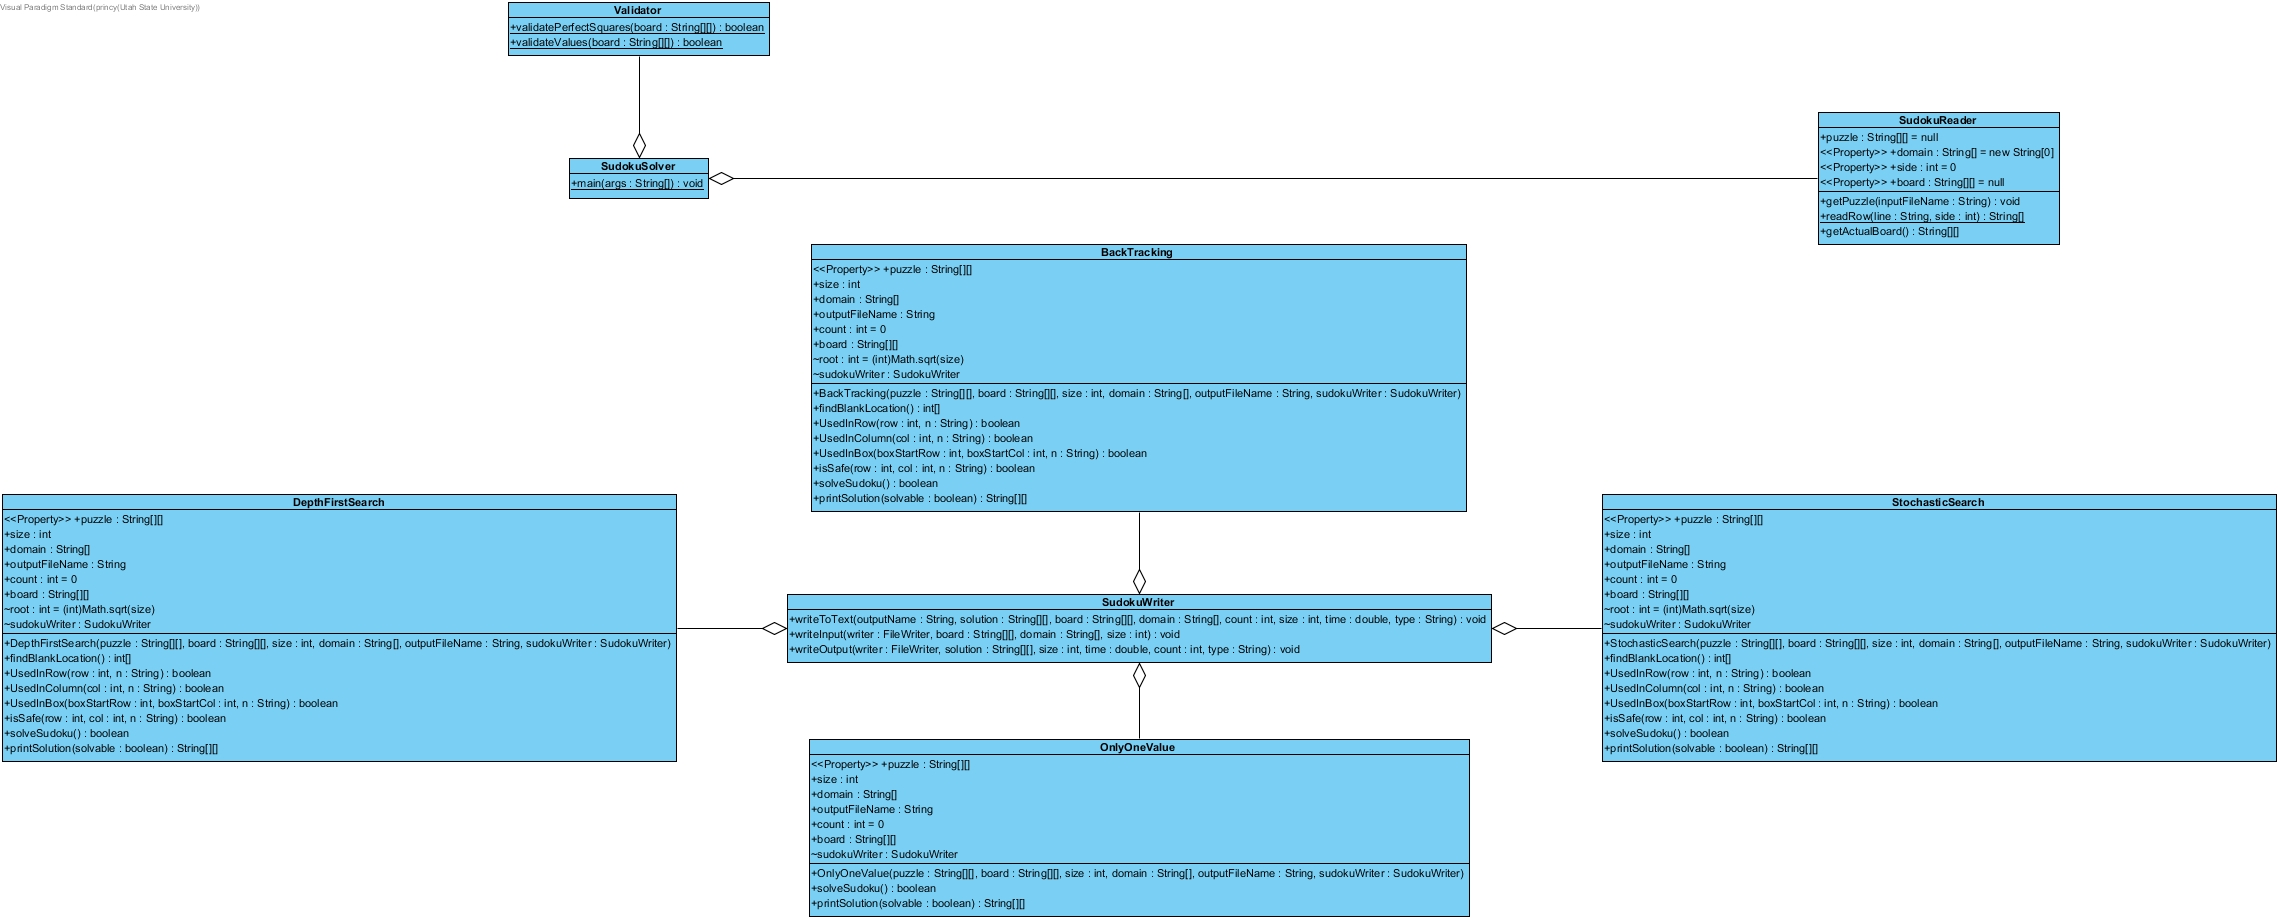 Visual Paradigm Standard(princy(Utah State University))
Validator
+validatePerfectSquares(board : String[][]) : boolean
+validateValues(board : String[][]) : boolean
SudokuSolver
+main(args : String[]) : void
SudokuReader
+puzzle : String[][] = null
<<Property>> +domain : String[] = new String[0]
<<Property>> +side : int = 0
<<Property>> +board : String[][] = null
+getPuzzle(inputFileName : String) : void
+readRow(line : String, side : int) : String[]
+getActualBoard() : String[][]
BackTracking
<<Property>> +puzzle : String[][]
+size : int
+domain : String[]
+outputFileName : String
+count : int = 0
+board : String[][]
~root : int = (int)Math.sqrt(size)
~sudokuWriter : SudokuWriter
+BackTracking(puzzle : String[][], board : String[][], size : int, domain : String[], outputFileName : String, sudokuWriter : SudokuWriter)
+findBlankLocation() : int[]
+UsedInRow(row : int, n : String) : boolean
+UsedInColumn(col : int, n : String) : boolean
+UsedInBox(boxStartRow : int, boxStartCol : int, n : String) : boolean
+isSafe(row : int, col : int, n : String) : boolean
+solveSudoku() : boolean
+printSolution(solvable : boolean) : String[][]
DepthFirstSearch
<<Property>> +puzzle : String[][]
+size : int
+domain : String[]
+outputFileName : String
+count : int = 0
+board : String[][]
~root : int = (int)Math.sqrt(size)
~sudokuWriter : SudokuWriter
+DepthFirstSearch(puzzle : String[][], board : String[][], size : int, domain : String[], outputFileName : String, sudokuWriter : SudokuWriter)
+findBlankLocation() : int[]
+UsedInRow(row : int, n : String) : boolean
+UsedInColumn(col : int, n : String) : boolean
+UsedInBox(boxStartRow : int, boxStartCol : int, n : String) : boolean
+isSafe(row : int, col : int, n : String) : boolean
+solveSudoku() : boolean
+printSolution(solvable : boolean) : String[][]
SudokuWriter
+writeToText(outputName : String, solution : String[][], board : String[][], domain : String[], count : int, size : int, time : double, type : String) : void
+writeInput(writer : FileWriter, board : String[][], domain : String[], size : int) : void
+writeOutput(writer : FileWriter, solution : String[][], size : int, time : double, count : int, type : String) : void
StochasticSearch
<<Property>> +puzzle : String[][]
+size : int
+domain : String[]
+outputFileName : String
+count : int = 0
+board : String[][]
~root : int = (int)Math.sqrt(size)
~sudokuWriter : SudokuWriter
+StochasticSearch(puzzle : String[][], board : String[][], size : int, domain : String[], outputFileName : String, sudokuWriter : SudokuWriter)
+findBlankLocation() : int[]
+UsedInRow(row : int, n : String) : boolean
+UsedInColumn(col : int, n : String) : boolean
+UsedInBox(boxStartRow : int, boxStartCol : int, n : String) : boolean
+isSafe(row : int, col : int, n : String) : boolean
+solveSudoku() : boolean
+printSolution(solvable : boolean) : String[][]
OnlyOneValue
<<Property>> +puzzle : String[][]
+size : int
+domain : String[]
+outputFileName : String
+count : int = 0
+board : String[][]
~sudokuWriter : SudokuWriter
+OnlyOneValue(puzzle : String[][], board : String[][], size : int, domain : String[], outputFileName : String, sudokuWriter : SudokuWriter)
+solveSudoku() : boolean
+printSolution(solvable : boolean) : String[][]